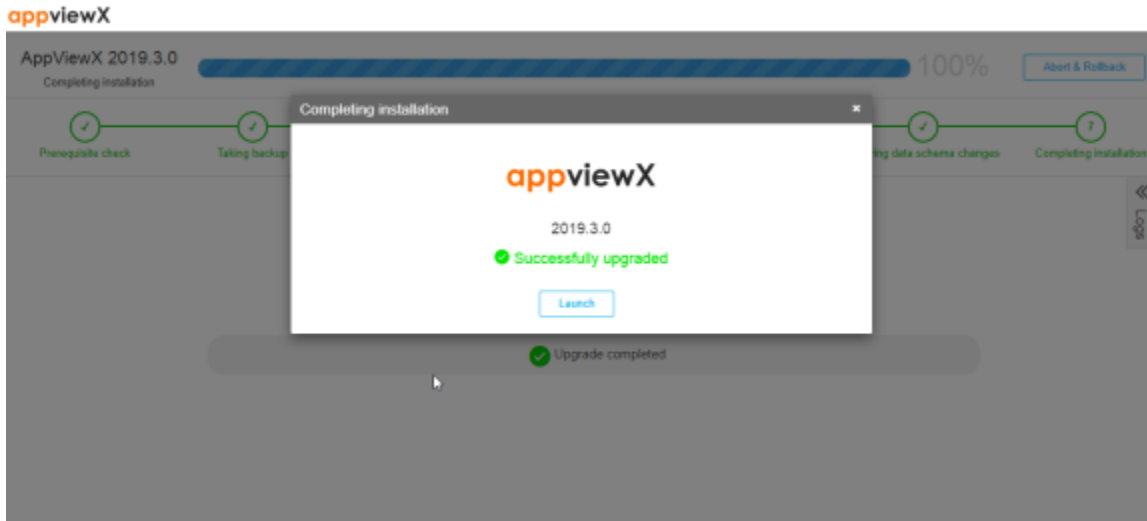 appviewX
AppViewX 2019.3.0
Completing installation
100%
Abort & Rollback
Completing installation
Prerequisite check
Taking backup
data schema changes
7
Completing installation
Logs
appviewX
2019.3.0
Successfully upgraded
Launch
Upgrade completed